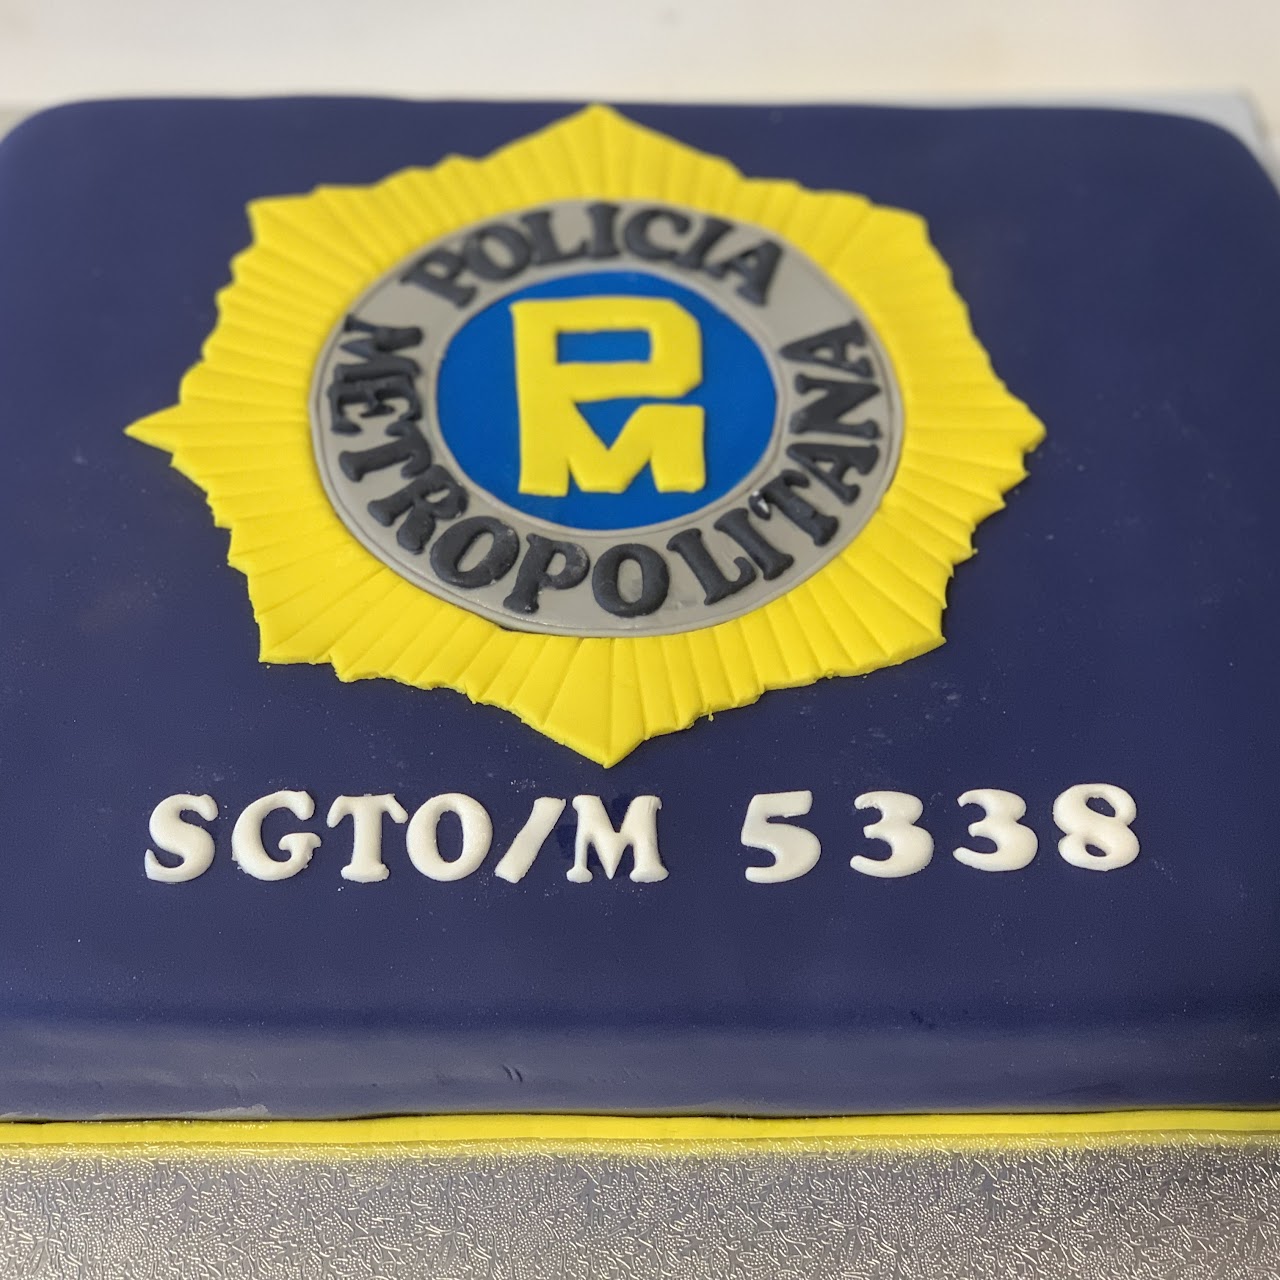 POLICIA
METROPOLITANA
PM
SGTO/M 5338